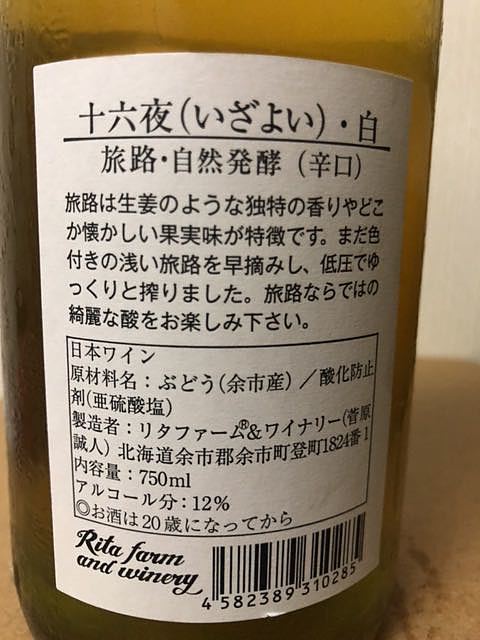 十六夜（いざよい）・白
旅路・自然発酵（辛口）
旅路は生姜のような独特の香りやどこ
か懐かしい果実味が特徴です。まだ色
付きの浅い旅路を早摘みし、低圧でゆ
っくりと搾りました。旅路ならではの
綺麗な酸をお楽しみ下さい。
日本ワイン
原材料名：ぶどう（余市産）／酸化防止
剤（亜硫酸塩）
製造者：リタファーム®&ワイナリー（菅原
誠人）北海道余市郡余市町登町1824番1
内容量：750ml
アルコール分：12%
◎お酒は20歳になってから
Rita farm
and winery
4 582389 310285